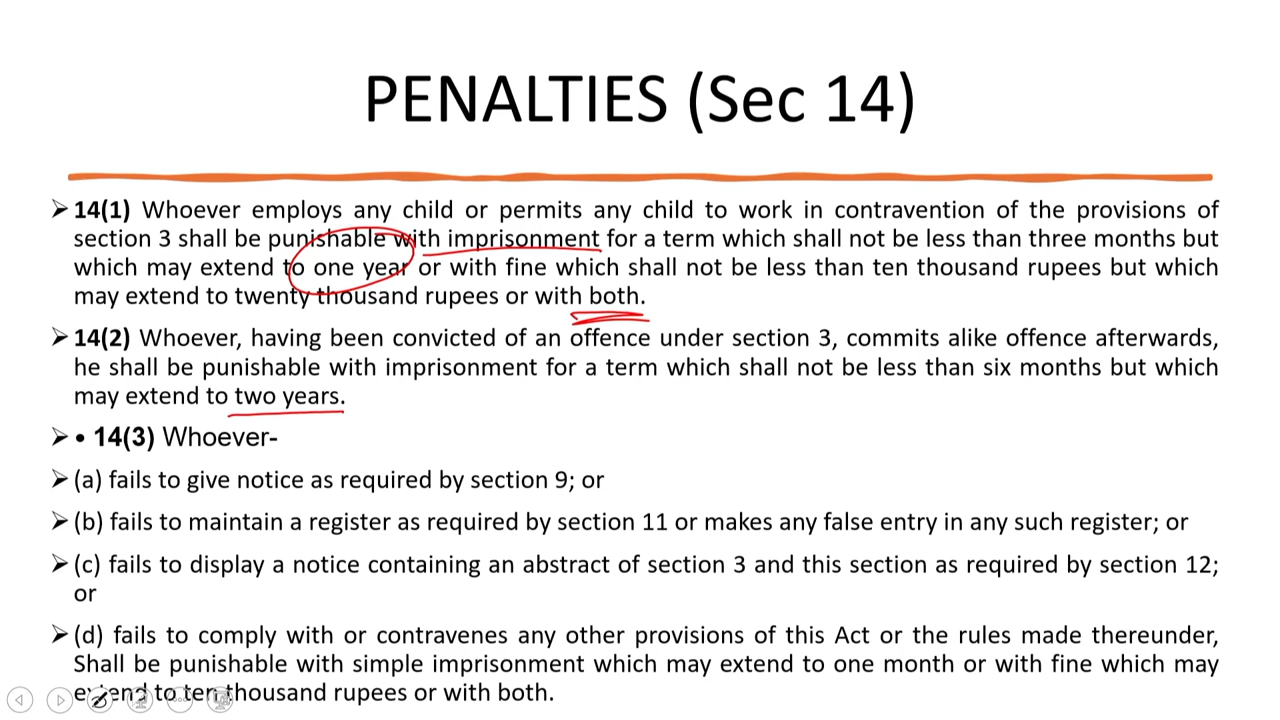 PENALTIES (Sec 14)
➢ 14(1) Whoever employs any child or permits any child to work in contravention of the provisions of
section 3 shall be punishable with imprisonment for a term which shall not be less than three months but
which may extend to one year or with fine which shall not be less than ten thousand rupees but which
may extend to twenty thousand rupees or with both.
➢ 14(2) Whoever, having been convicted of an offence under section 3, commits alike offence afterwards,
he shall be punishable with imprisonment for a term which shall not be less than six months but which
may extend to two years.
➢ • 14(3) Whoever-
➢ (a) fails to give notice as required by section 9; or
➢ (b) fails to maintain a register as required by section 11 or makes any false entry in any such register; or
➢ (c) fails to display a notice containing an abstract of section 3 and this section as required by section 12;
or
➢ (d) fails to comply with or contravenes any other provisions of this Act or the rules made thereunder,
Shall be punishable with simple imprisonment which may extend to one month or with fine which may
extend to ten thousand rupees or with both.